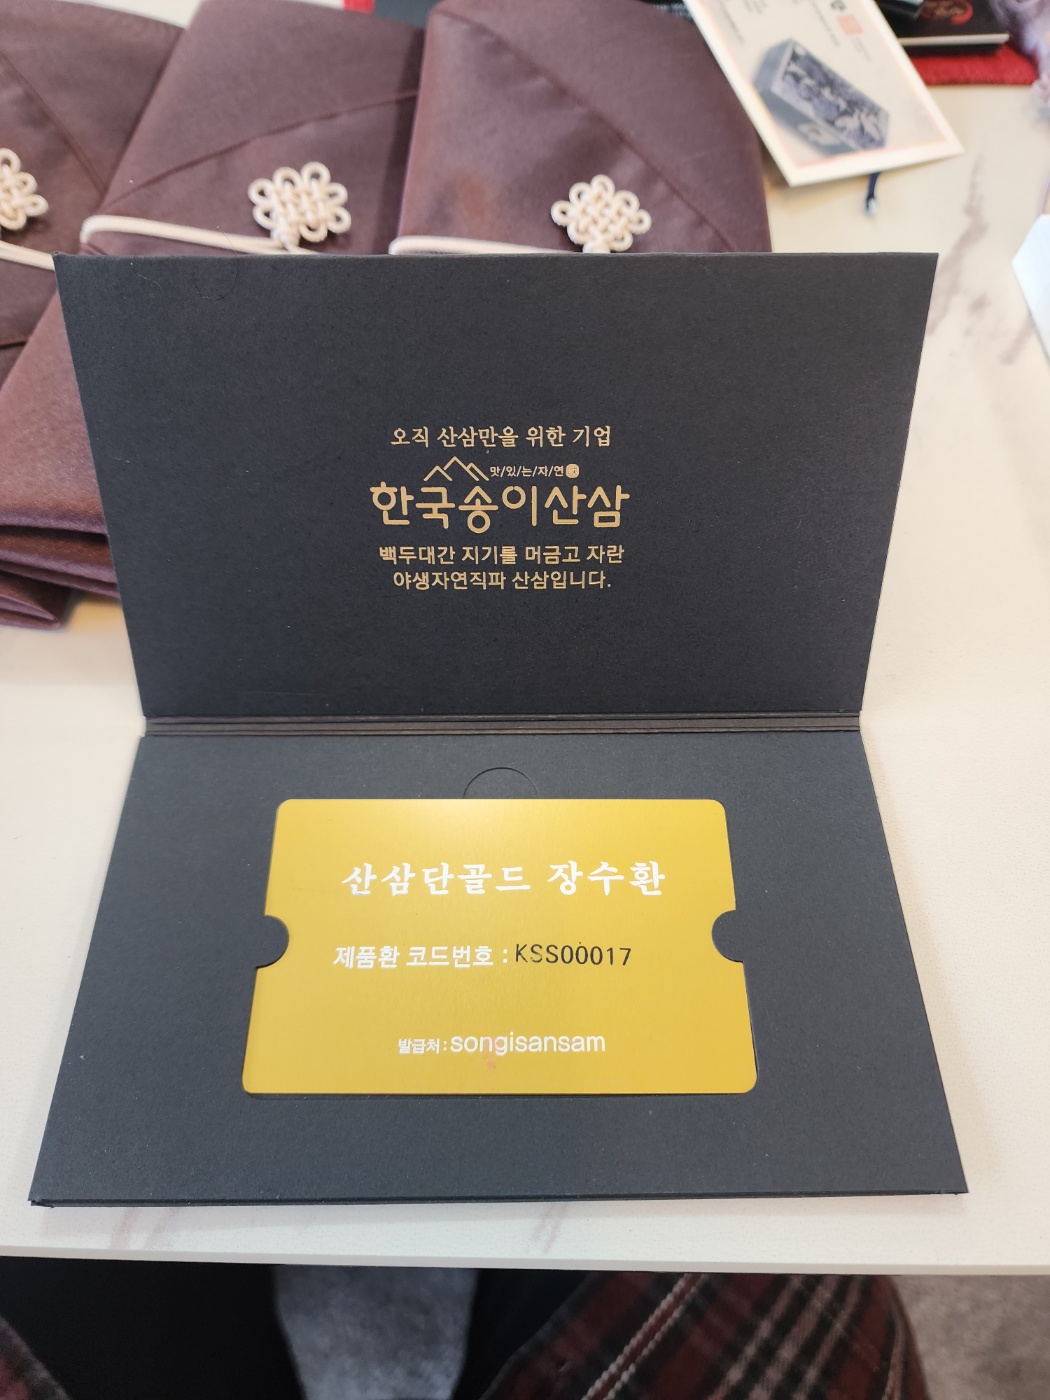 오직 산삼만을 위한 기업
맛/있/는/자/연
한국송이산삼
백두대간 지기를 머금고 자란
야생자연직파 산삼입니다.
산삼단골드 장수환
제품환 코드번호 : KSS00017
발급처 : songisansam